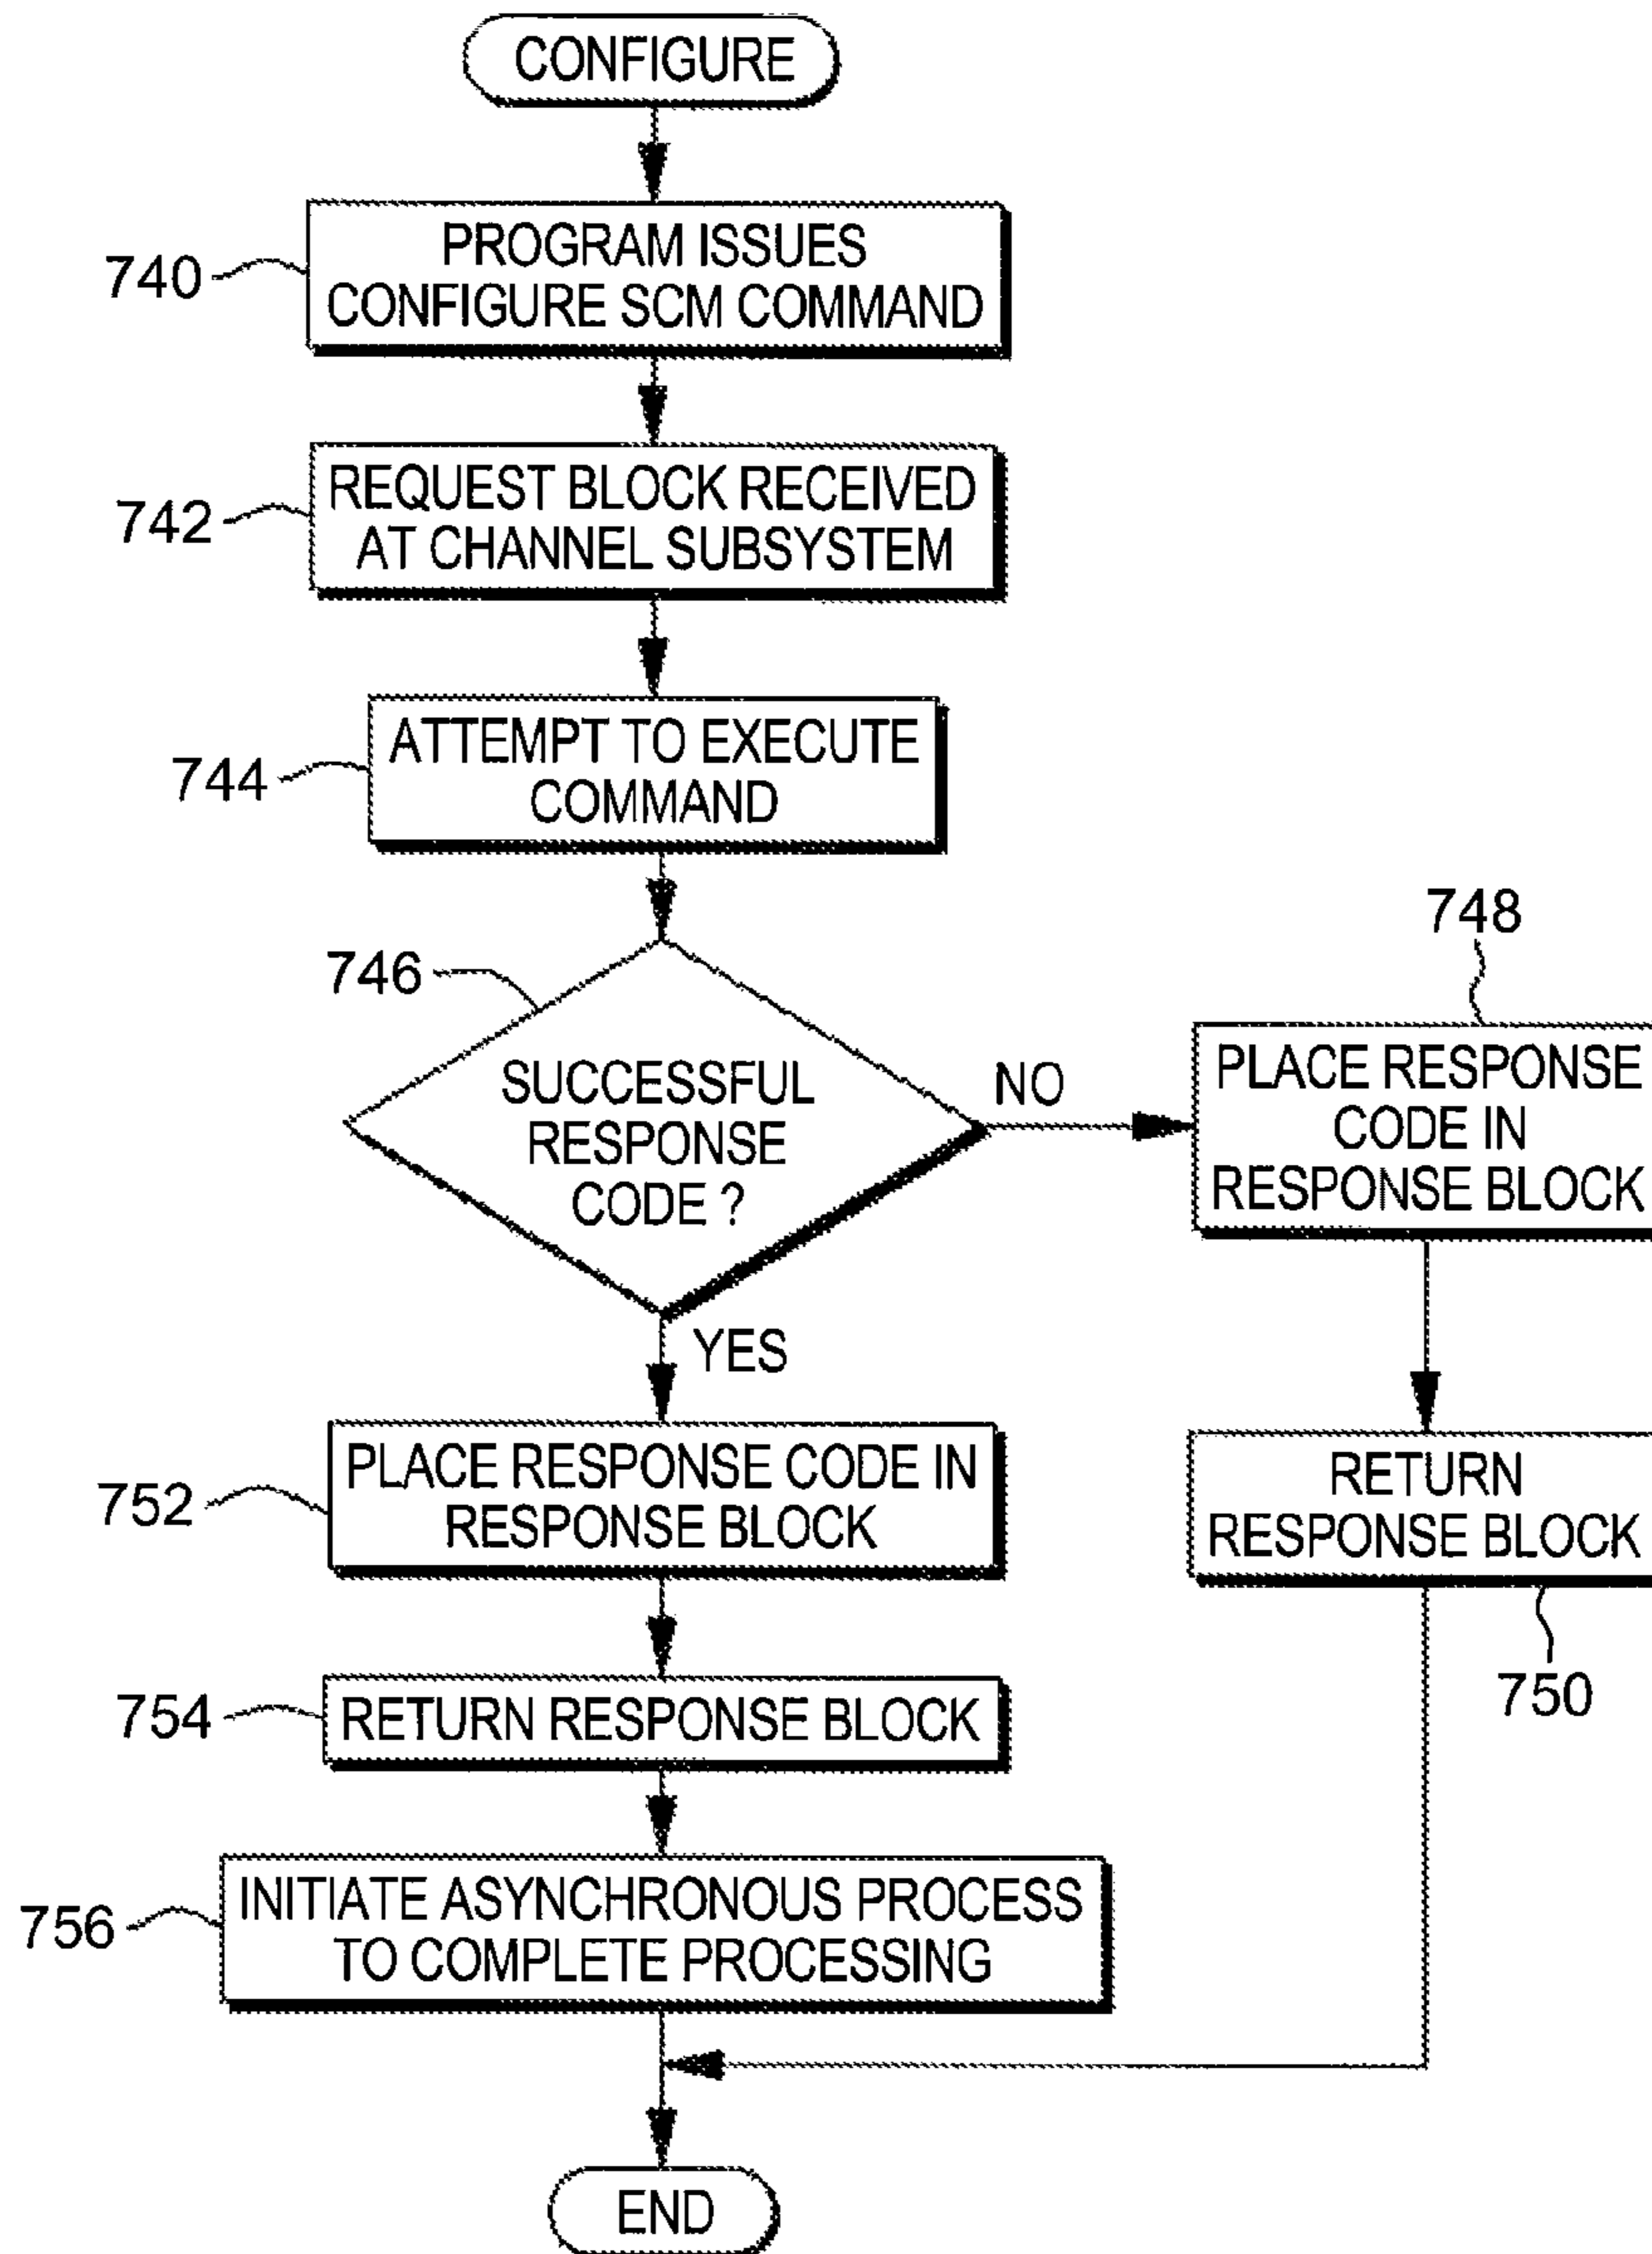 CONFIGURE
740
PROGRAM ISSUES
CONFIGURE SCM COMMAND
742
REQUEST BLOCK RECEIVED
AT CHANNEL SUBSYSTEM
744
ATTEMPT TO EXECUTE
COMMAND
746
SUCCESSFUL
RESPONSE
CODE ?
NO
748
PLACE RESPONSE
CODE IN
RESPONSE BLOCK
RETURN
RESPONSE BLOCK
750
YES
752
PLACE RESPONSE CODE IN
RESPONSE BLOCK
754
RETURN RESPONSE BLOCK
756
INITIATE ASYNCHRONOUS PROCESS
TO COMPLETE PROCESSING
END